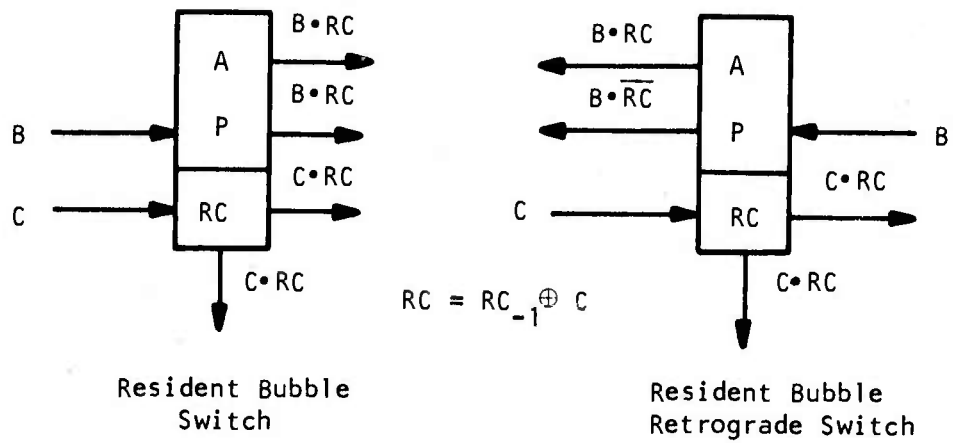 B•RC
A
B•RC
P
B
C•RC
RC
C
C•RC
Resident Bubble
Switch
B•RC
A
B•R̅C̅
P
B
C•RC
RC
C
C•RC
Resident Bubble
Retrograde Switch
RC = RC₋₁ ⊕ C